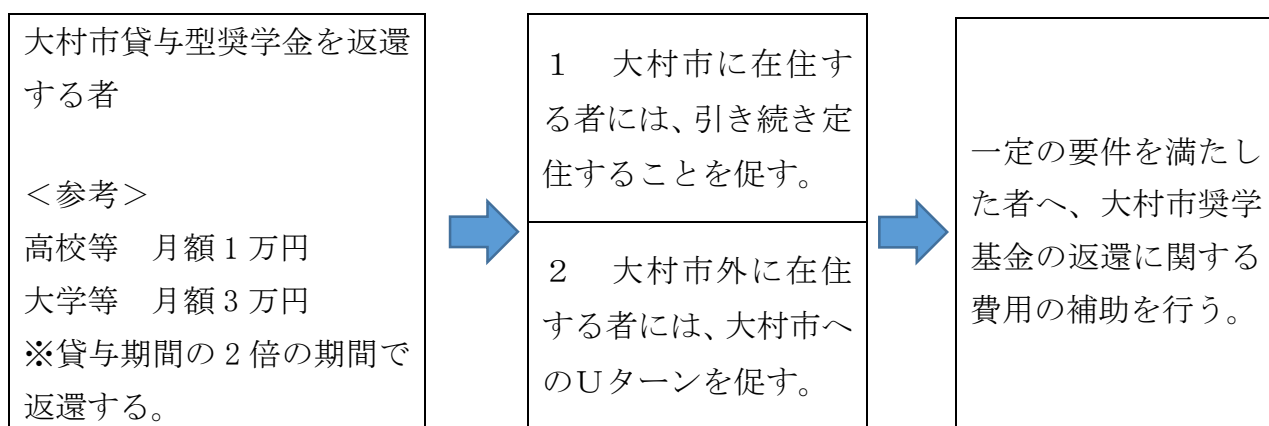 大村市貸与型奨学金を返還
する者
＜参考＞
高校等　月額１万円
大学等　月額３万円
※貸与期間の２倍の期間で
返還する。
１　大村市に在住す
る者には、引き続き定
住することを促す。
２　大村市外に在住
する者には、大村市へ
のＵターンを促す。
一定の要件を満たし
た者へ、大村市奨学
基金の返還に関する
費用の補助を行う。